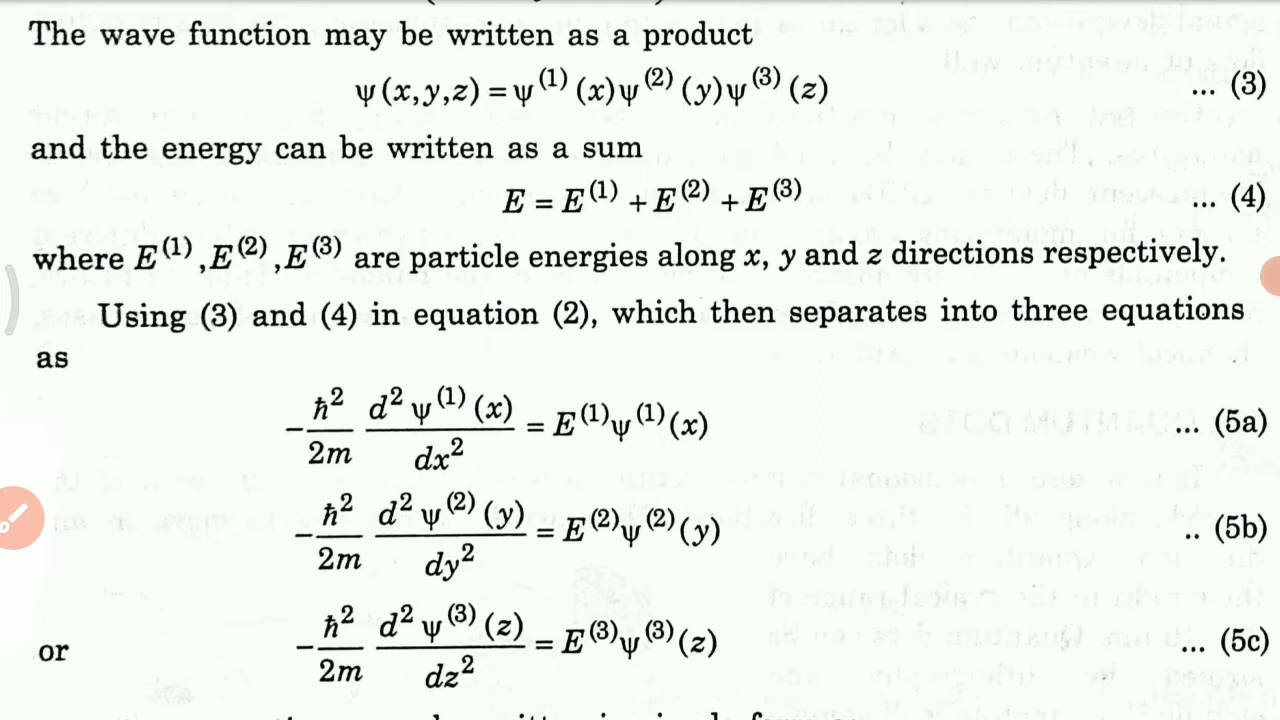 The wave function may be written as a product
ψ(x,y,z) = ψ⁽¹⁾(x)ψ⁽²⁾(y)ψ⁽³⁾(z) ... (3)
and the energy can be written as a sum
E = E⁽¹⁾ + E⁽²⁾ + E⁽³⁾ ... (4)
where E⁽¹⁾, E⁽²⁾, E⁽³⁾ are particle energies along x, y and z directions respectively.
Using (3) and (4) in equation (2), which then separates into three equations
as
-ħ²/2m d²ψ⁽¹⁾(x)/dx² = E⁽¹⁾ψ⁽¹⁾(x) ... (5a)
-ħ²/2m d²ψ⁽²⁾(y)/dy² = E⁽²⁾ψ⁽²⁾(y) .. (5b)
or -ħ²/2m d²ψ⁽³⁾(z)/dz² = E⁽³⁾ψ⁽³⁾(z) ... (5c)